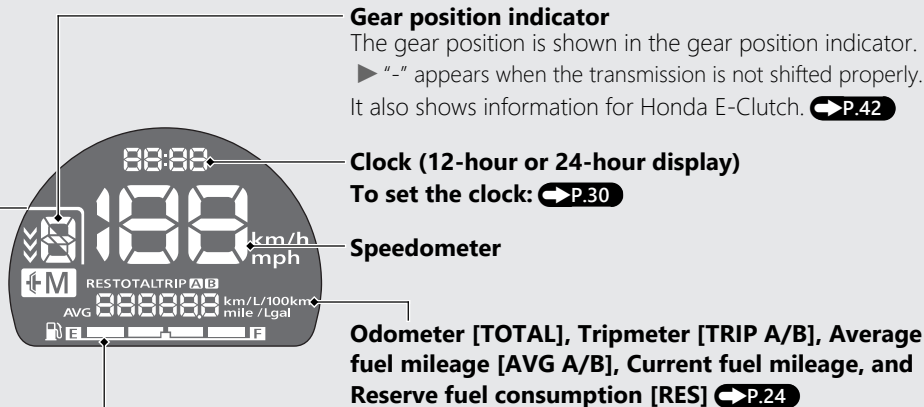 Gear position indicator
The gear position is shown in the gear position indicator.
▶ “-” appears when the transmission is not shifted properly.
It also shows information for Honda E-Clutch. ➔P.42
88:88
Clock (12-hour or 24-hour display)
To set the clock: ➔P.30
8
188
km/h
mph
Speedometer
M
RESTOTALTRIP A B
AVG 888888.8 km/L/100km
mile /Lgal
E F
Odometer [TOTAL], Tripmeter [TRIP A/B], Average
fuel mileage [AVG A/B], Current fuel mileage, and
Reserve fuel consumption [RES] ➔P.24